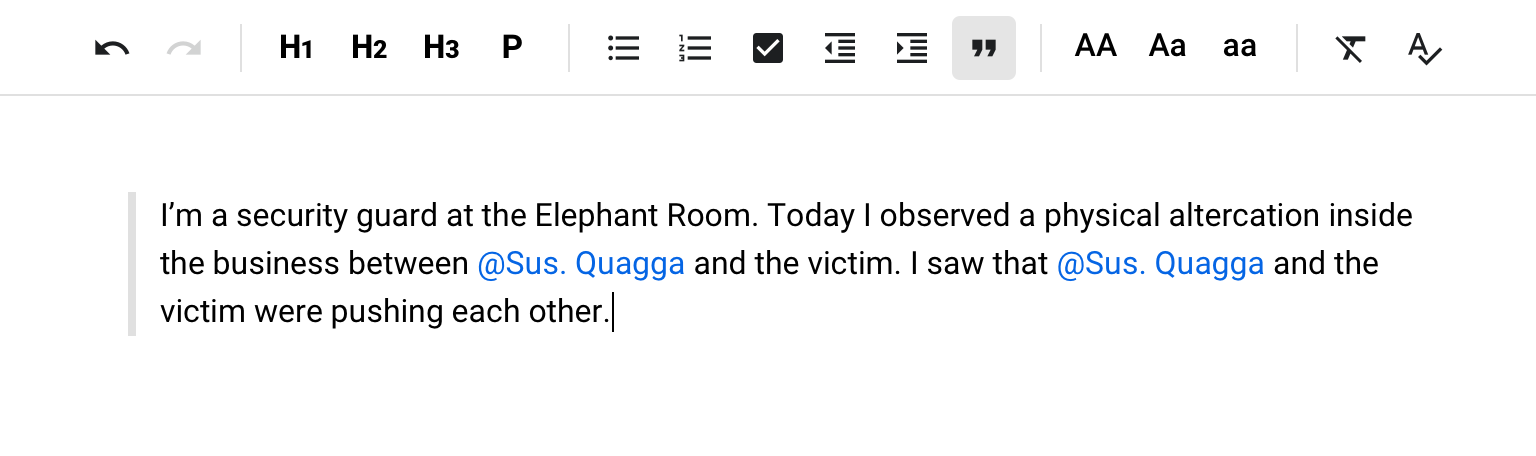 H1 H2 H3 P AA Aa aa
I’m a security guard at the Elephant Room. Today I observed a physical altercation inside
the business between @Sus. Quagga and the victim. I saw that @Sus. Quagga and the
victim were pushing each other.